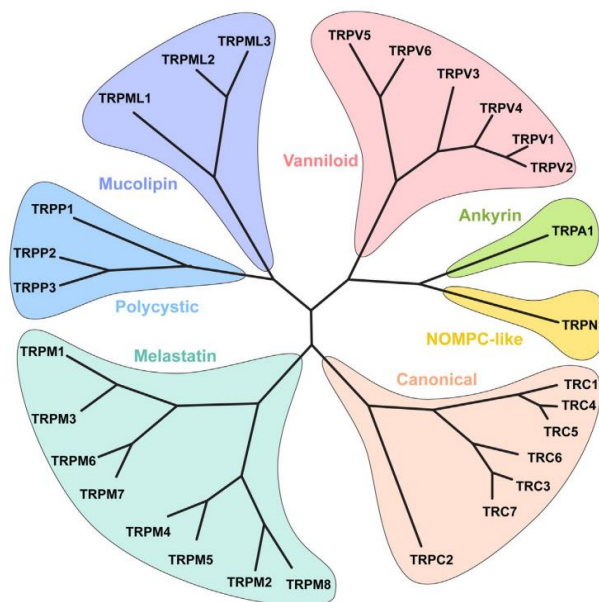 TRPML3
TRPML2
TRPML1
Mucolipin
TRPV5
TRPV6
TRPV3
TRPV4
TRPV1
TRPV2
Vanniloid
Ankyrin
TRPA1
TRPP1
TRPP2
TRPP3
Polycystic
TRPN
NOMPC-like
Melastatin
TRPM1
TRPM3
TRPM6
TRPM7
TRPM4
TRPM5
TRPM2
TRPM8
Canonical
TRC1
TRC4
TRC5
TRC6
TRC3
TRC7
TRPC2